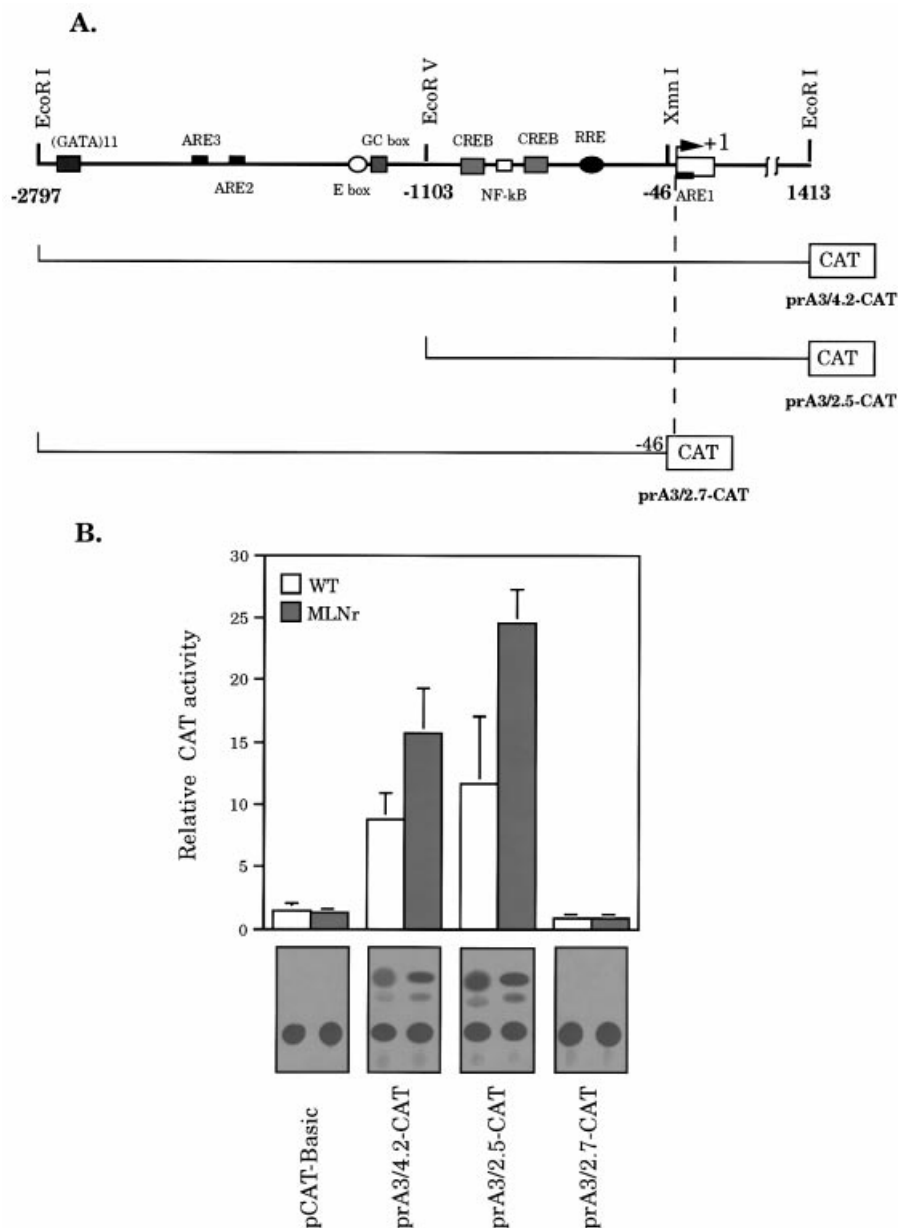 A.
EcoR I
EcoR V
Xmn I
EcoR I
(GATA)11
ARE3
GC box
CREB
CREB
RRE
+1
ARE2
E box
NF-kB
ARE1
-2797
-1103
-46
1413
CAT
prA3/4.2-CAT
CAT
prA3/2.5-CAT
-46
CAT
prA3/2.7-CAT
B.
30
25
20
15
10
5
0
Relative CAT activity
WT
MLNr
pCAT-Basic
prA3/4.2-CAT
prA3/2.5-CAT
prA3/2.7-CAT